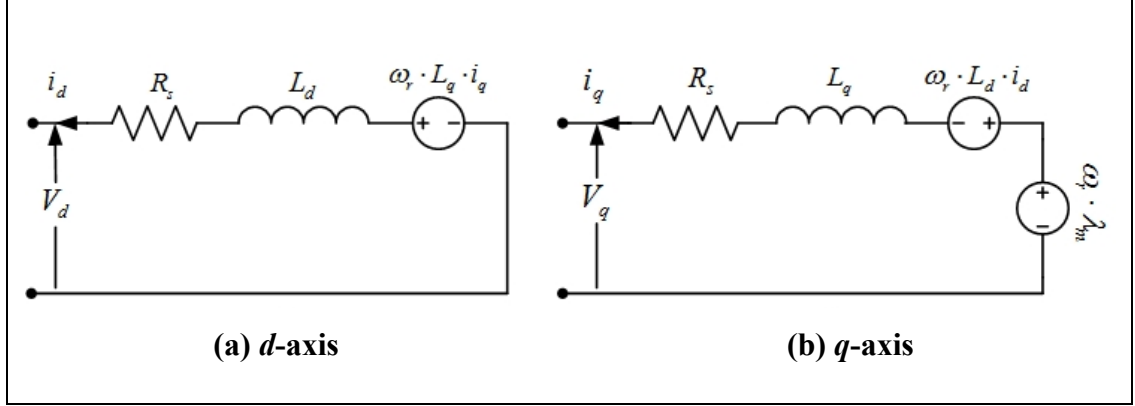 i_d R_s L_d ω_r · L_q · i_q
+ −
V_d
(a) d-axis
i_q R_s L_q ω_r · L_d · i_d
− +
V_q
+
−
ω_r · λ_m
(b) q-axis